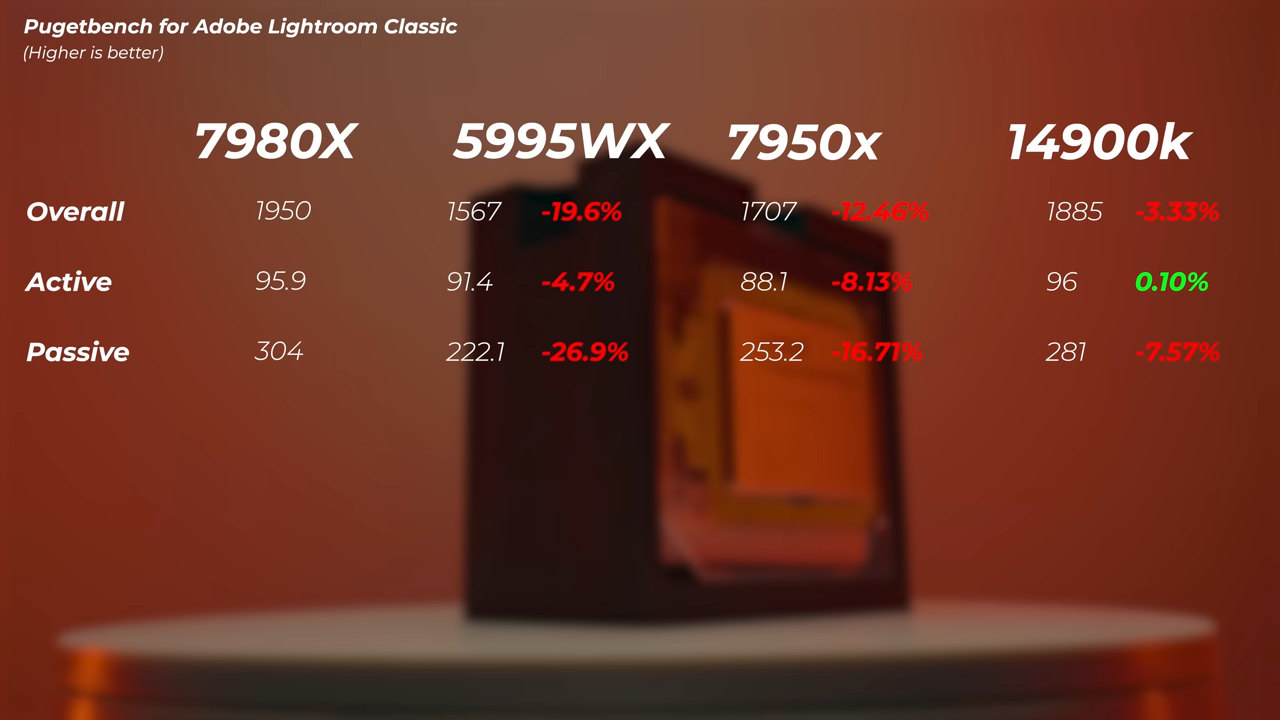 Pugetbench for Adobe Lightroom Classic
(Higher is better)
7980X 5995WX 7950x 14900k
Overall 1950 1567 -19.6% 1707 -12.46% 1885 -3.33%
Active 95.9 91.4 -4.7% 88.1 -8.13% 96 0.10%
Passive 304 222.1 -26.9% 253.2 -16.71% 281 -7.57%